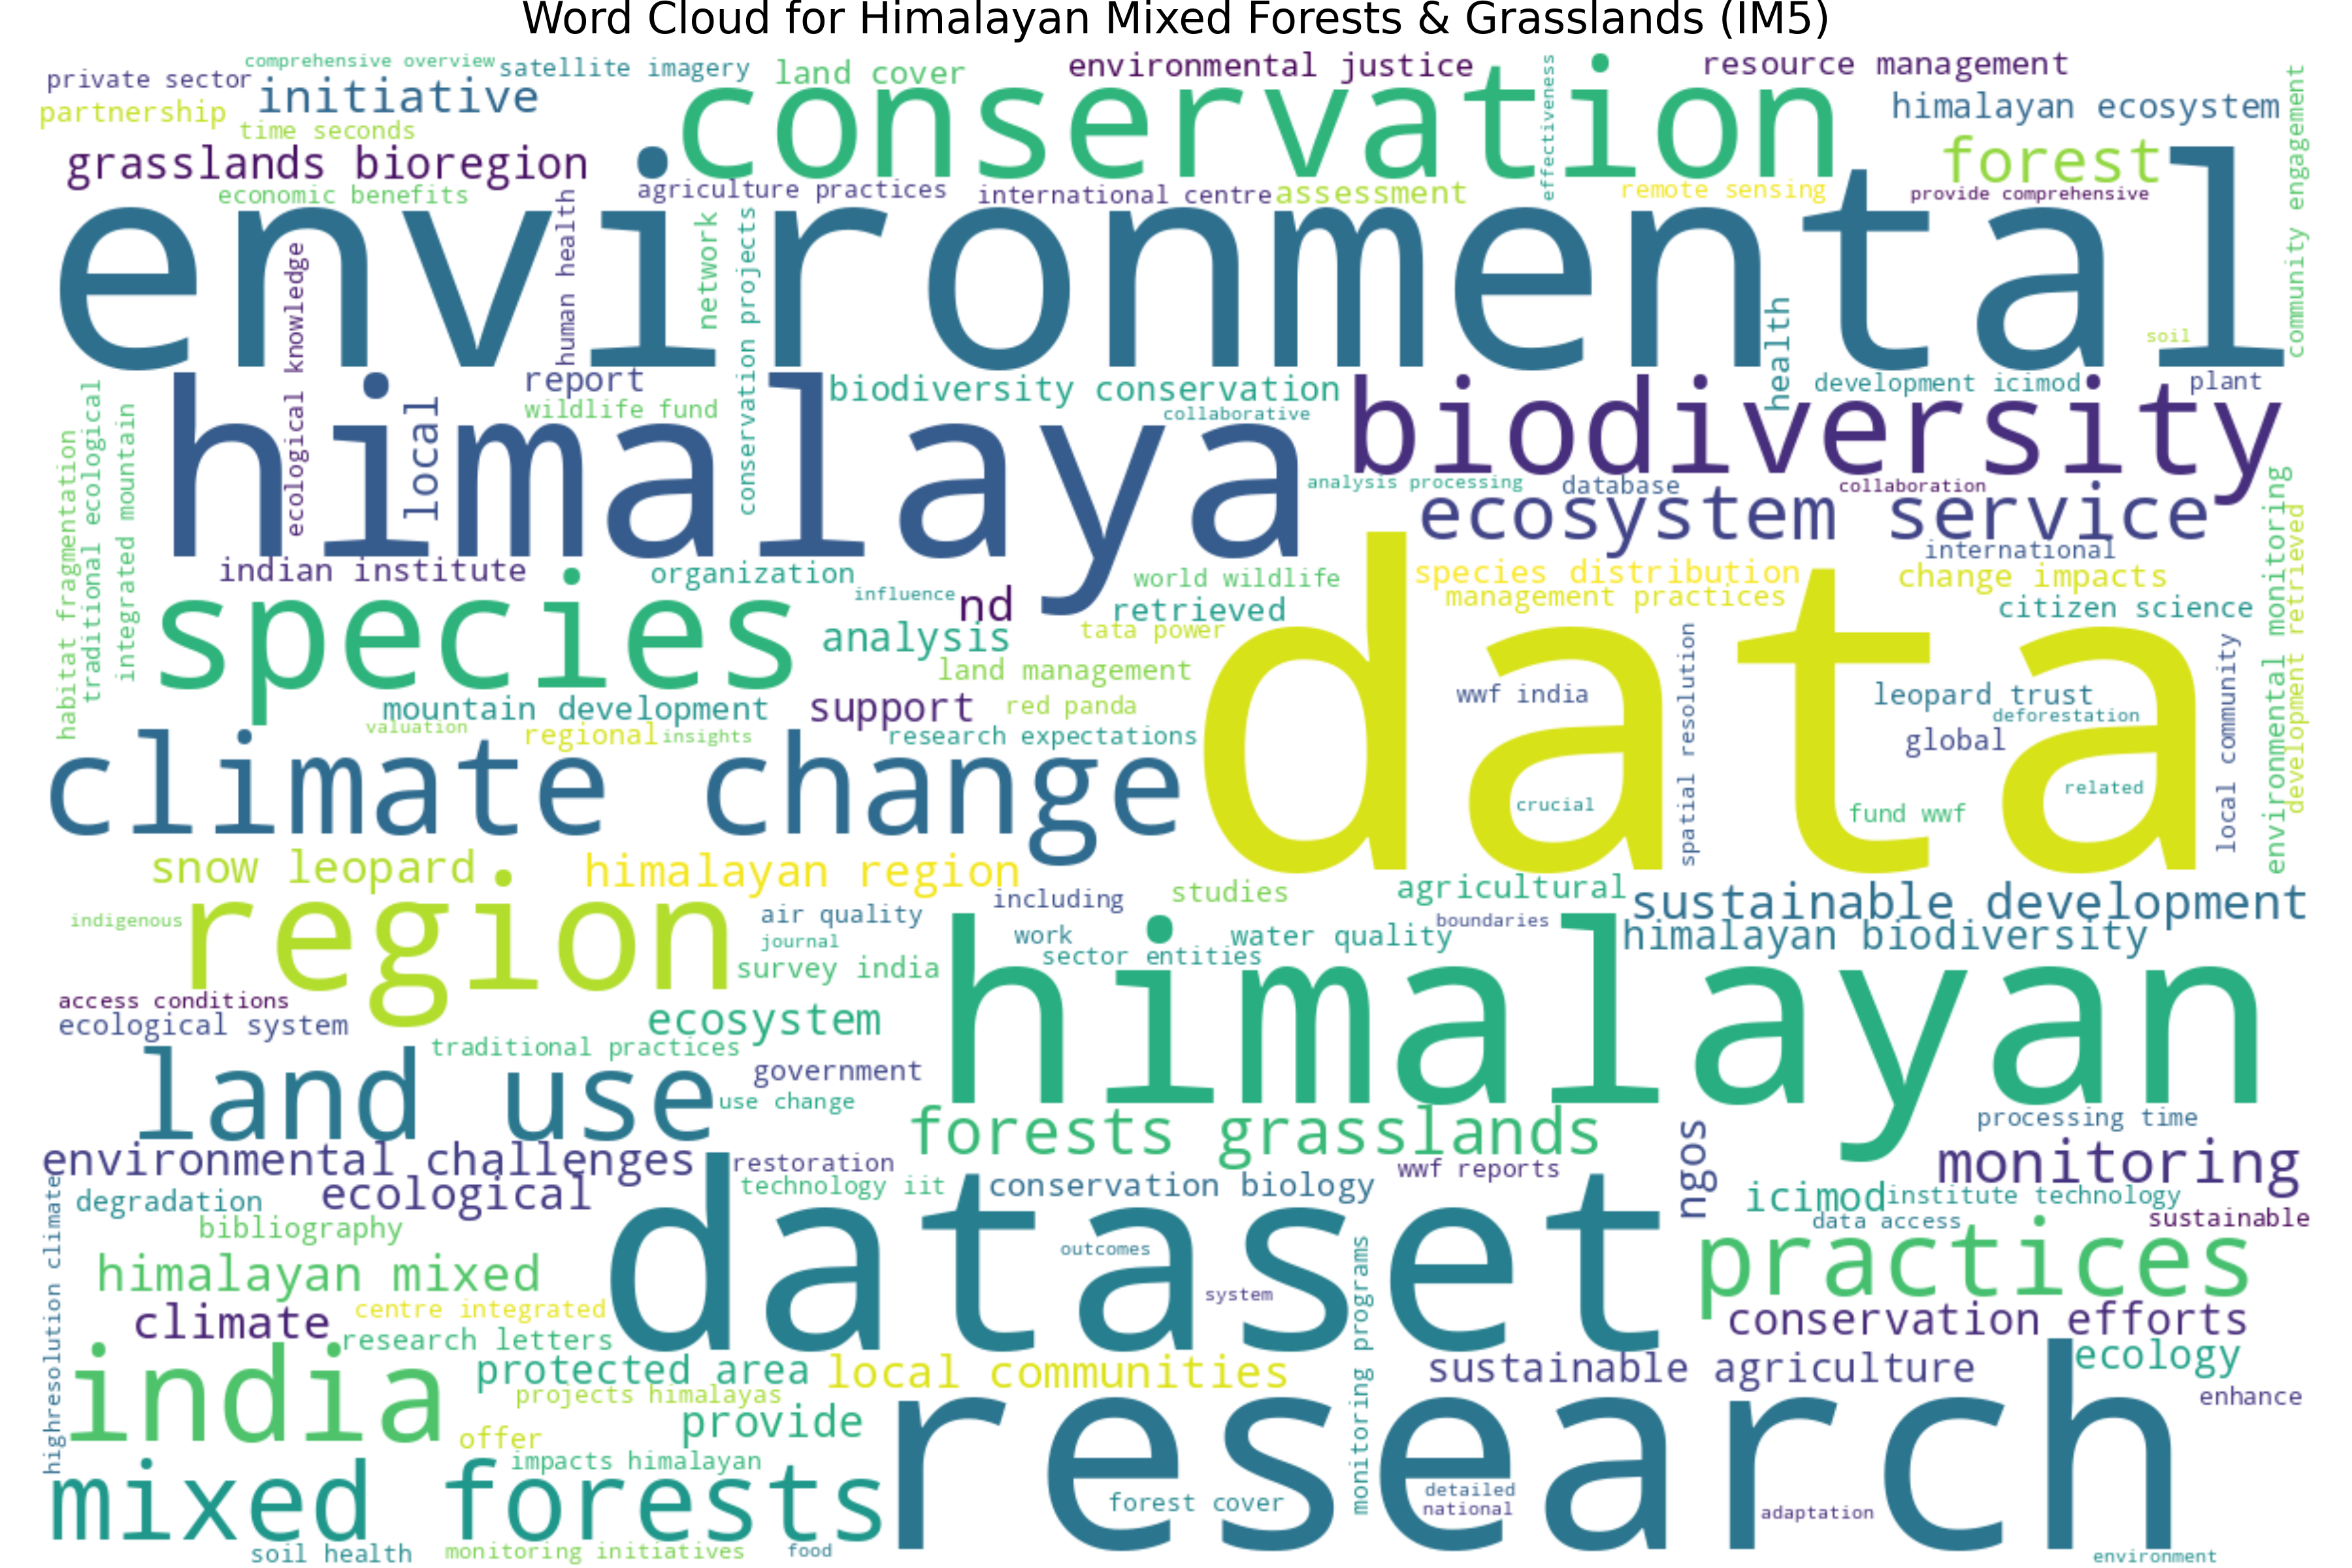 Word Cloud for Himalayan Mixed Forests & Grasslands (IM5)
comprehensive overview
satellite imagery
land cover
environmental justice
resource management
private sector
initiative
conservation
effectiveness
himalayan ecosystem
community engagement
partnership
time seconds
grasslands bioregion
forest
economic benefits
agriculture practices
international centre
assessment
remote sensing
provide comprehensive
environmental
ecological knowledge
human health
network
conservation projects
health
soil
himalaya
local
report
wildlife fund
biodiversity conservation
collaborative
biodiversity
development icimod
plant
habitat fragmentation
traditional ecological
integrated mountain
analysis processing
database
collaboration
ecosystem service
international
environmental monitoring
development retrieved
indian institute
organization
influence
nd
world wildlife
retrieved
species distribution
management practices
change impacts
citizen science
species
analysis
tata power
land management
data
spatial resolution
wwf india
leopard trust
deforestation
global
local community
related
crucial
fund wwf
mountain development
support
red panda
valuation
regional
insights
research expectations
climate change
snow leopard
himalayan region
including
studies
agricultural
sustainable development
indigenous
region
air quality
journal
survey india
work
sector entities
water quality
boundaries
himalayan biodiversity
himalayan
access conditions
ecological system
ecosystem
traditional practices
government
land use
use change
forests grasslands
processing time
environmental challenges
restoration
technology iit
conservation biology
wwf reports
ngos
monitoring
highresolution climate
degradation
ecological
bibliography
dataset
outcomes
system
monitoring programs
icimod
institute technology
data access
sustainable
practices
himalayan mixed
climate
centre integrated
research letters
conservation efforts
india
protected area
local communities
sustainable agriculture
ecology
projects himalayas
provide
offer
enhance
research
impacts himalayan
mixed forests
forest cover
detailed
national
adaptation
soil health
monitoring initiatives
food
environment